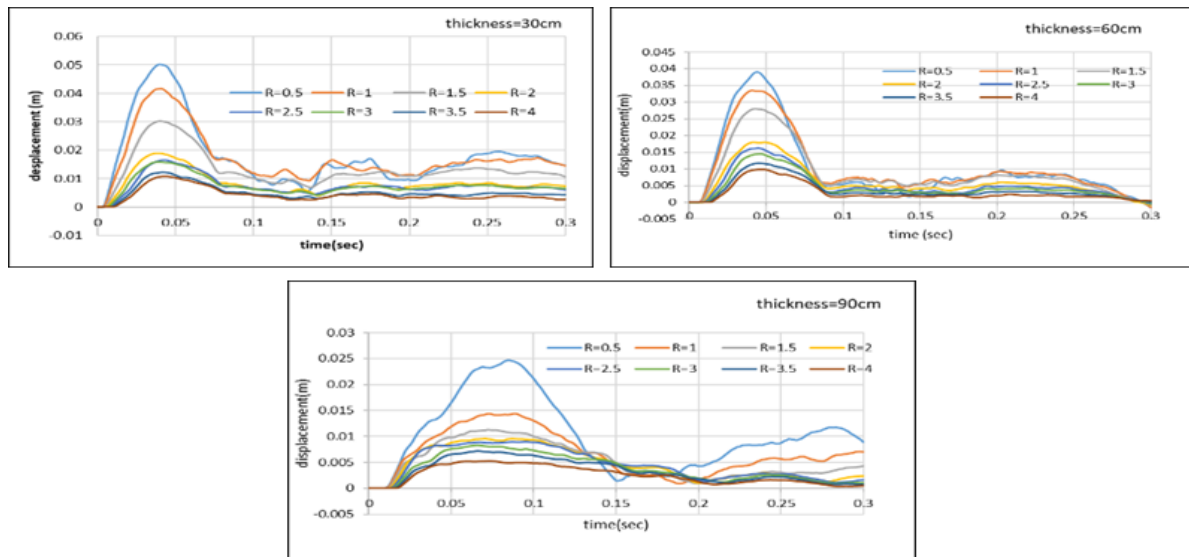 thickness=30cm
0.06
0.05
0.04
0.03
0.02
0.01
0
-0.01
desplacement (m)
R=0.5 R=1 R=1.5 R=2
R=2.5 R=3 R=3.5 R=4
0 0.05 0.1 0.15 0.2 0.25 0.3
time(sec)
thickness=60cm
0.045
0.04
0.035
0.03
0.025
0.02
0.015
0.01
0.005
0
-0.005
displacement (m)
R=0.5 R=1 R=1.5
R=2 R=2.5 R=3
R=3.5 R=4
0 0.05 0.1 0.15 0.2 0.25 0.3
time (sec)
thickness=90cm
0.03
0.025
0.02
0.015
0.01
0.005
0
-0.005
displacement(m)
R=0.5 R=1 R=1.5 R=2
R=2.5 R=3 R=3.5 R=4
0 0.05 0.1 0.15 0.2 0.25 0.3
time(sec)